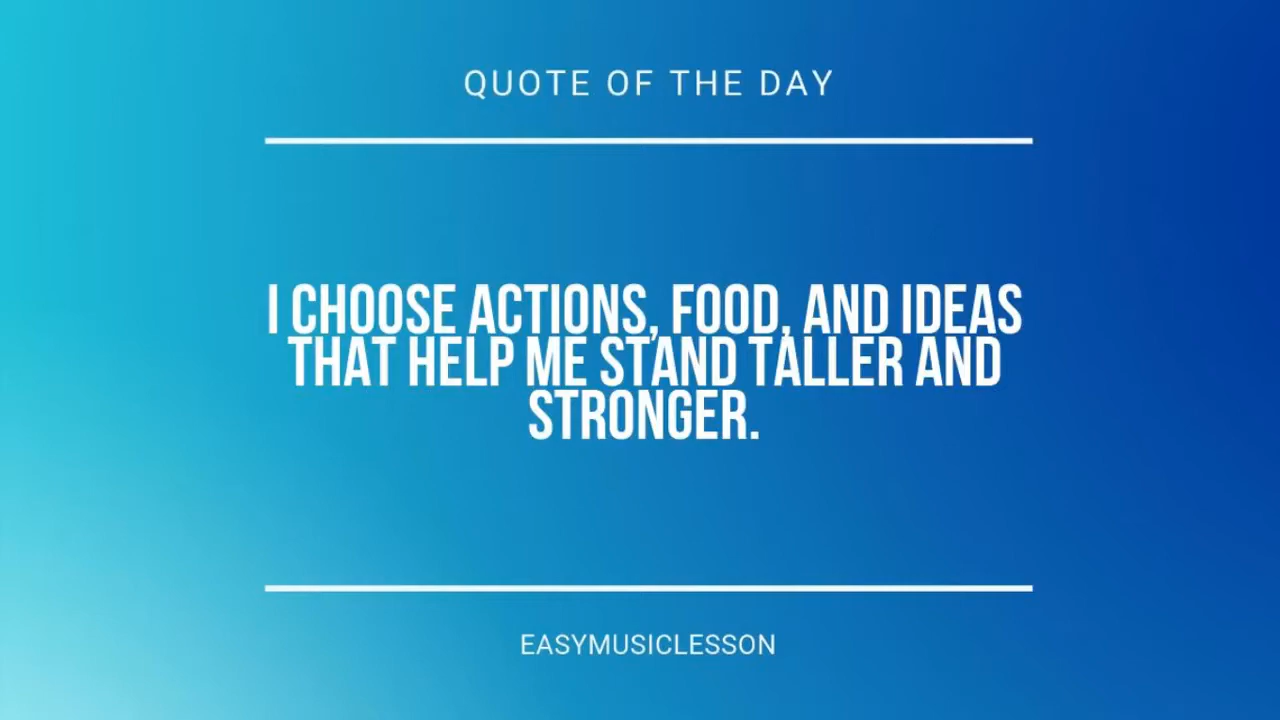 QUOTE OF THE DAY
I CHOOSE ACTIONS, FOOD, AND IDEAS
THAT HELP ME STAND TALLER AND
STRONGER.
EASYMUSICLESSON